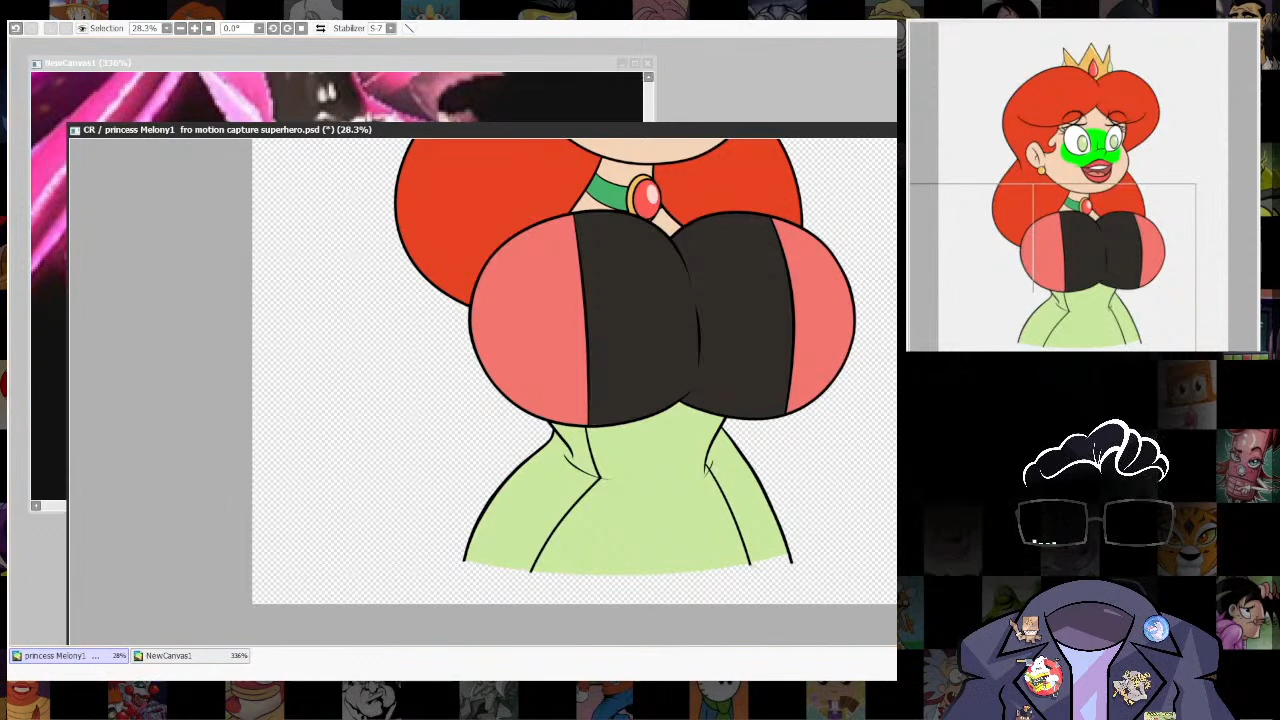 Selection 28.3% 0.0° Stabilizer S-7
NewCanvas1 (336%)
CR / princess Melony1 fro motion capture superhero.psd (*) (28.3%)
princess Melony1 ... 28% NewCanvas1 336%